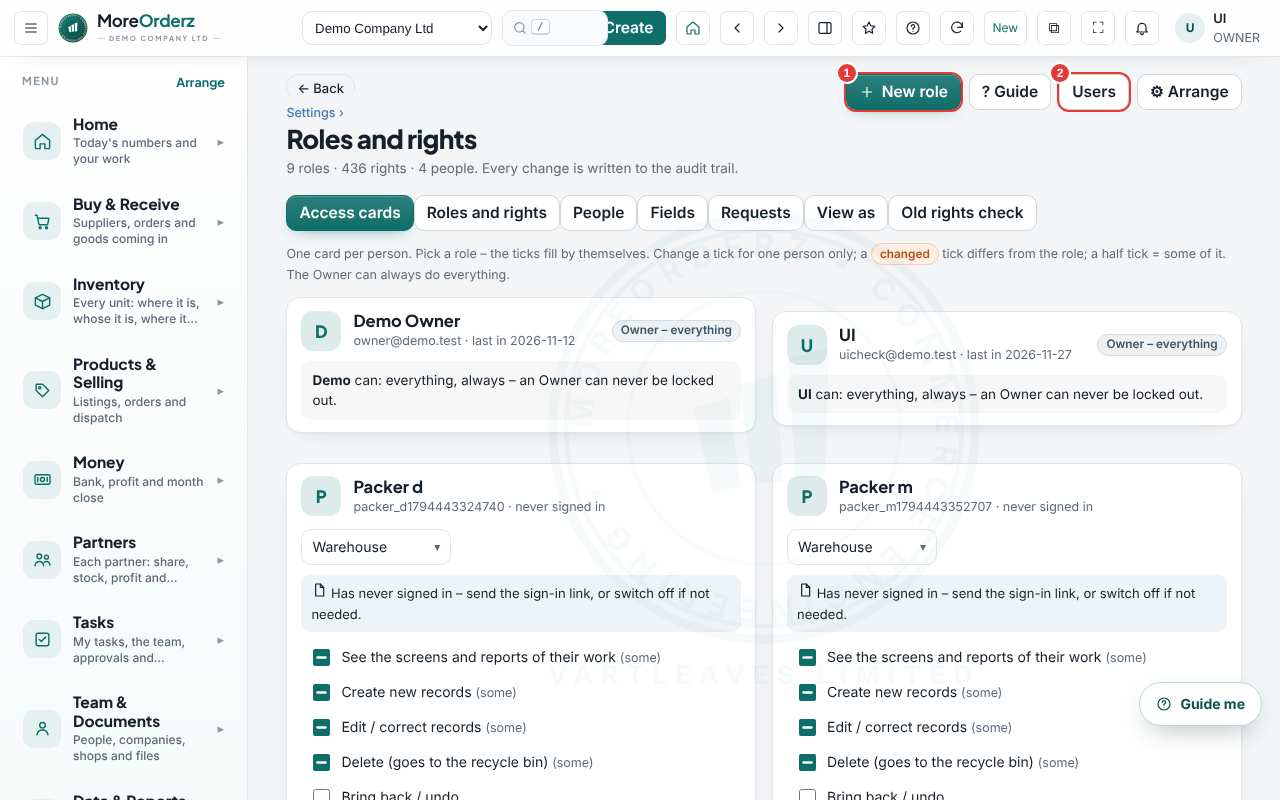 MoreOrderz
— DEMO COMPANY LTD —
Demo Company Ltd
/
Create
New
U
UI
OWNER
MENU
Arrange
Home
Today's numbers and
your work
Buy & Receive
Suppliers, orders and
goods coming in
Inventory
Every unit: where it is,
whose it is, where it...
Products &
Selling
Listings, orders and
dispatch
Money
Bank, profit and month
close
Partners
Each partner: share,
stock, profit and...
Tasks
My tasks, the team,
approvals and...
Team &
Documents
People, companies,
shops and files
Data & Reports
← Back
1
+ New role
? Guide
2
Users
⚙ Arrange
Settings ›
Roles and rights
9 roles · 436 rights · 4 people. Every change is written to the audit trail.
Access cards
Roles and rights
People
Fields
Requests
View as
Old rights check
One card per person. Pick a role – the ticks fill by themselves. Change a tick for one person only; a changed tick differs from the role; a half tick = some of it.
The Owner can always do everything.
D
Demo Owner
owner@demo.test · last in 2026-11-12
Owner – everything
Demo can: everything, always – an Owner can never be locked
out.
U
UI
uicheck@demo.test · last in 2026-11-27
Owner – everything
UI can: everything, always – an Owner can never be locked out.
P
Packer d
packer_d1794443324740 · never signed in
Warehouse
Has never signed in – send the sign-in link, or switch off if not
needed.
See the screens and reports of their work (some)
Create new records (some)
Edit / correct records (some)
Delete (goes to the recycle bin) (some)
Bring back / undo
P
Packer m
packer_m1794443352707 · never signed in
Warehouse
Has never signed in – send the sign-in link, or switch off if not
needed.
See the screens and reports of their work (some)
Create new records (some)
Edit / correct records (some)
Delete (goes to the recycle bin) (some)
Bring back / undo
Guide me
VARTLEAVES LIMITED